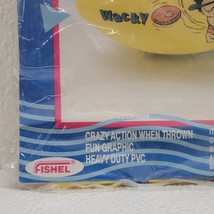 WACKY
CRAZY ACTION WHEN THROWN
FUN GRAPHIC
HEAVY DUTY PVC
FISHEL